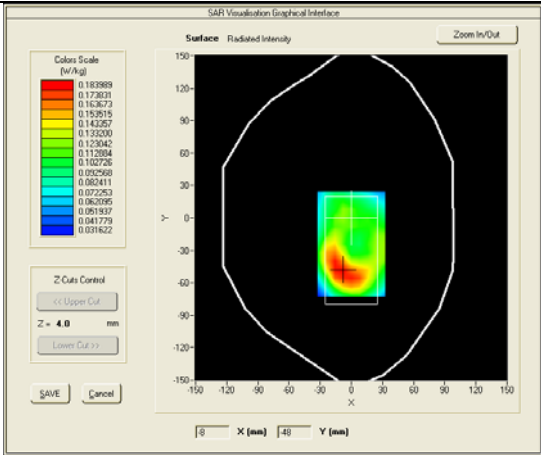 SAR Visualisation Graphical Interface
Surface Radiated Intensity
Zoom In/Out
Colors Scale
(W/kg)
0.183989
0.173831
0.163673
0.153515
0.143357
0.133200
0.123042
0.112884
0.102726
0.092568
0.082411
0.072253
0.062095
0.051937
0.041779
0.031622
Z-Cuts Control
<< Upper Cut
Z = 4.0 mm
Lower Cut >>
SAVE Cancel
150
120
90
60
30
0
-30
-60
-90
-120
-150
Y
-150 -120 -90 -60 -30 0 30 60 90 120 150
X
-8 X (mm) -48 Y (mm)